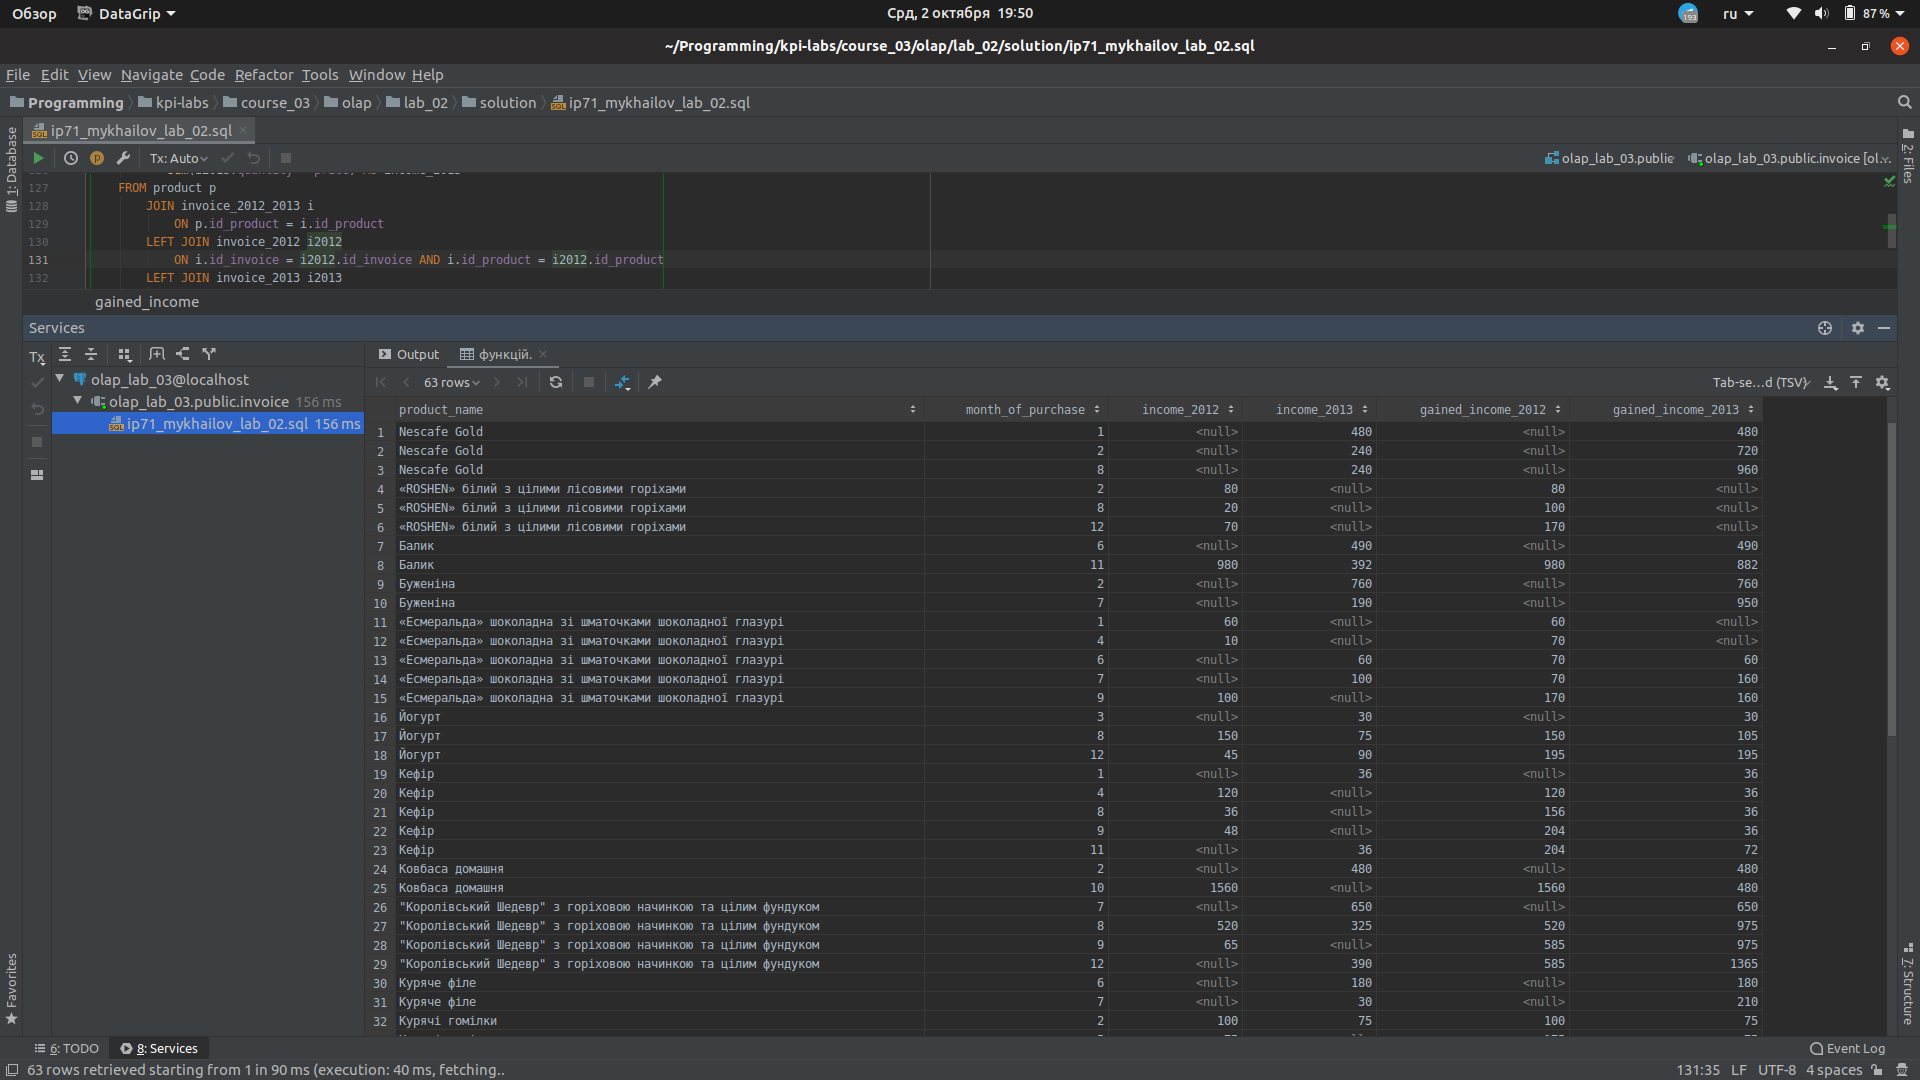 Обзор DataGrip Срд, 2 октября 19:50 193 ru 87 %
~/Programming/kpi-labs/course_03/olap/lab_02/solution/ip71_mykhailov_lab_02.sql
File Edit View Navigate Code Refactor Tools Window Help
Programming kpi-labs course_03 olap lab_02 solution ip71_mykhailov_lab_02.sql
ip71_mykhailov_lab_02.sql
Tx: Auto olap_lab_03.public olap_lab_03.public.invoice [ol...
127 FROM product p
128 JOIN invoice_2012_2013 i
129 ON p.id_product = i.id_product
130 LEFT JOIN invoice_2012 i2012
131 ON i.id_invoice = i2012.id_invoice AND i.id_product = i2012.id_product
132 LEFT JOIN invoice_2013 i2013
gained_income
1: Database
2: Files
Services
Tx
olap_lab_03@localhost
olap_lab_03.public.invoice 156 ms
ip71_mykhailov_lab_02.sql 156 ms
Output функцій.
63 rows Tab-se...d (TSV)
product_name month_of_purchase income_2012 income_2013 gained_income_2012 gained_income_2013
1 Nescafe Gold 1 <null> 480 <null> 480
2 Nescafe Gold 2 <null> 240 <null> 720
3 Nescafe Gold 8 <null> 240 <null> 960
4 «ROSHEN» білий з цілими лісовими горіхами 2 80 <null> 80 <null>
5 «ROSHEN» білий з цілими лісовими горіхами 8 20 <null> 100 <null>
6 «ROSHEN» білий з цілими лісовими горіхами 12 70 <null> 170 <null>
7 Балик 6 <null> 490 <null> 490
8 Балик 11 980 392 980 882
9 Буженіна 2 <null> 760 <null> 760
10 Буженіна 7 <null> 190 <null> 950
11 «Есмеральда» шоколадна зі шматочками шоколадної глазурі 1 60 <null> 60 <null>
12 «Есмеральда» шоколадна зі шматочками шоколадної глазурі 4 10 <null> 70 <null>
13 «Есмеральда» шоколадна зі шматочками шоколадної глазурі 6 <null> 60 70 60
14 «Есмеральда» шоколадна зі шматочками шоколадної глазурі 7 <null> 100 70 160
15 «Есмеральда» шоколадна зі шматочками шоколадної глазурі 9 100 <null> 170 160
16 Йогурт 3 <null> 30 <null> 30
17 Йогурт 8 150 75 150 105
18 Йогурт 12 45 90 195 195
19 Кефір 1 <null> 36 <null> 36
20 Кефір 4 120 <null> 120 36
21 Кефір 8 36 <null> 156 36
22 Кефір 9 48 <null> 204 36
23 Кефір 11 <null> 36 204 72
24 Ковбаса домашня 2 <null> 480 <null> 480
25 Ковбаса домашня 10 1560 <null> 1560 480
26 "Королівський Шедевр" з горіховою начинкою та цілим фундуком 7 <null> 650 <null> 650
27 "Королівський Шедевр" з горіховою начинкою та цілим фундуком 8 520 325 520 975
28 "Королівський Шедевр" з горіховою начинкою та цілим фундуком 9 65 <null> 585 975
29 "Королівський Шедевр" з горіховою начинкою та цілим фундуком 12 <null> 390 585 1365
30 Куряче філе 6 <null> 180 <null> 180
31 Куряче філе 7 <null> 30 <null> 210
32 Курячі гомілки 2 100 75 100 75
Favorites
7: Structure
6: TODO 8: Services Event Log
63 rows retrieved starting from 1 in 90 ms (execution: 40 ms, fetching.. 131:35 LF UTF-8 4 spaces